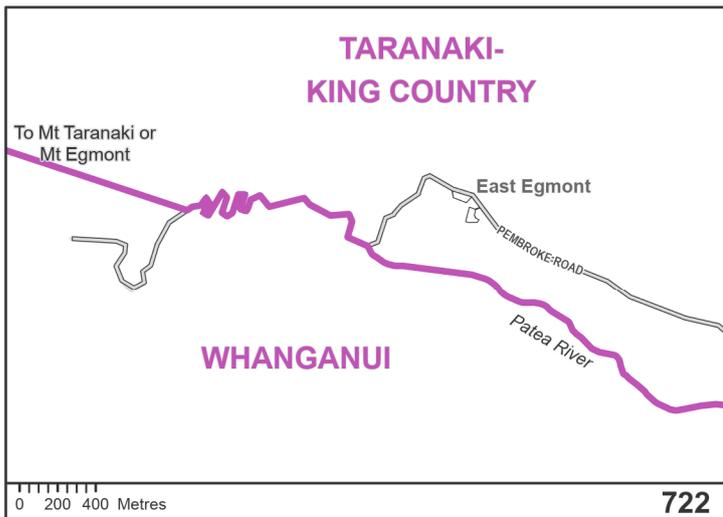 TARANAKI-
KING COUNTRY
To Mt Taranaki or
Mt Egmont
East Egmont
PEMBROKE ROAD
WHANGANUI
Patea River
0 200 400 Metres
722